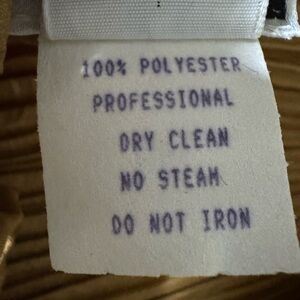 100% POLYESTER
PROFESSIONAL
DRY CLEAN
NO STEAM
DO NOT IRON